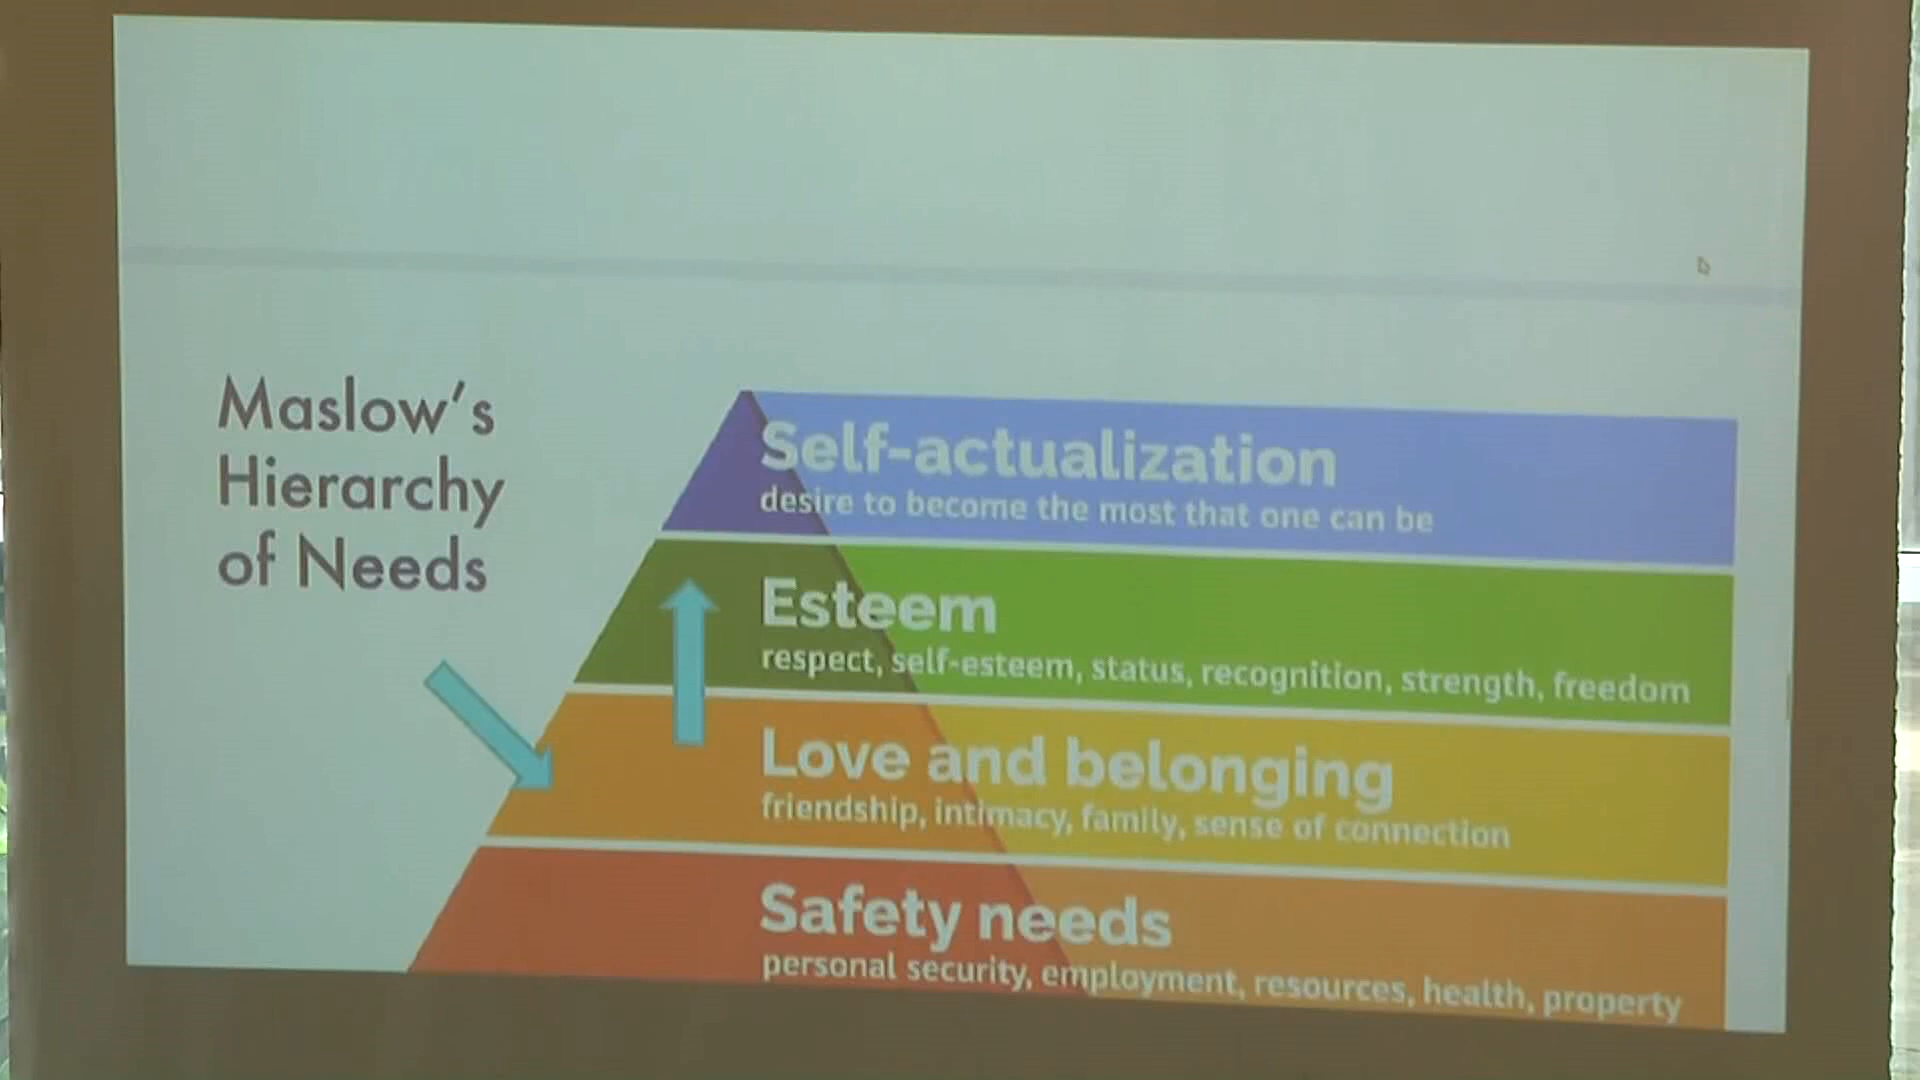 Maslow's
Hierarchy
of Needs
Self-actualization
desire to become the most that one can be
Esteem
respect, self-esteem, status, recognition, strength, freedom
Love and belonging
friendship, intimacy, family, sense of connection
Safety needs
personal security, employment, resources, health, property